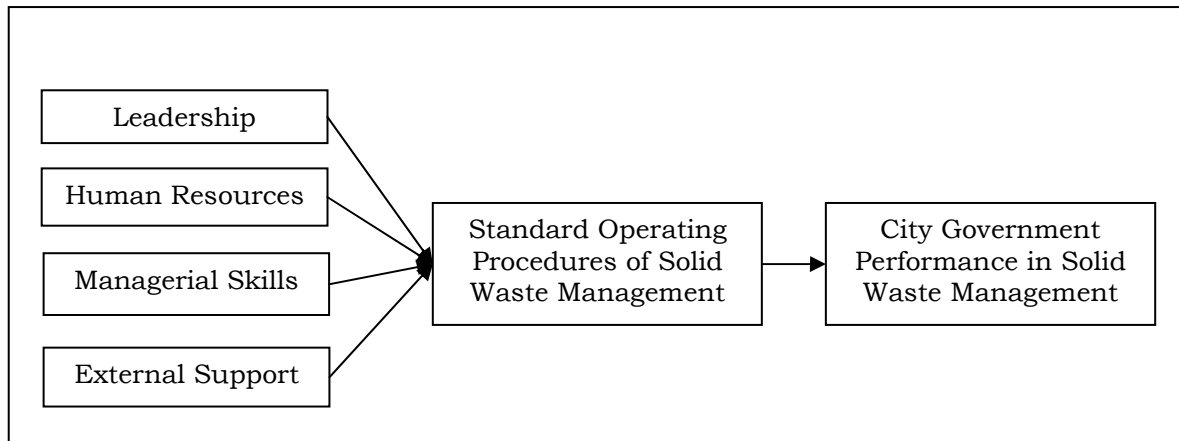 Leadership
Human Resources
Managerial Skills
External Support
Standard Operating
Procedures of Solid
Waste Management
City Government
Performance in Solid
Waste Management